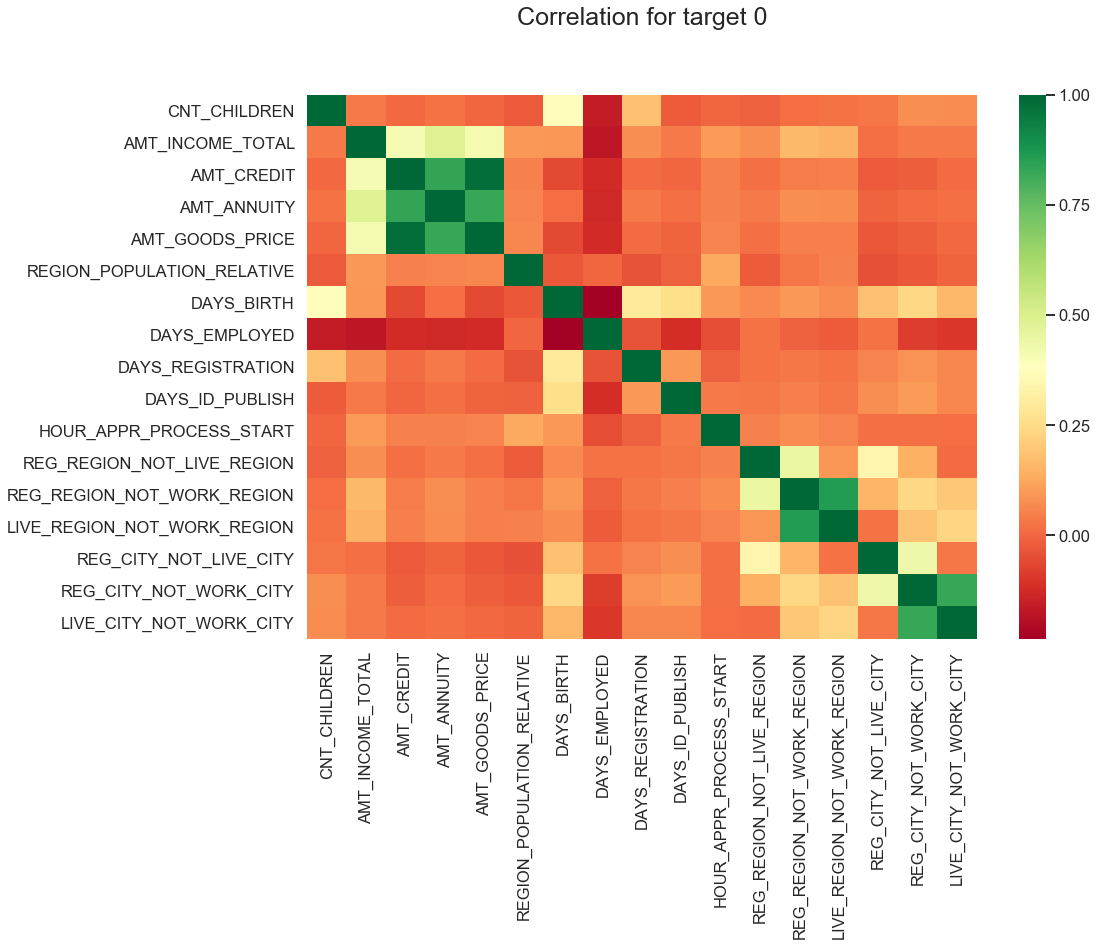 Correlation for target 0
CNT_CHILDREN
AMT_INCOME_TOTAL
AMT_CREDIT
AMT_ANNUITY
AMT_GOODS_PRICE
REGION_POPULATION_RELATIVE
DAYS_BIRTH
DAYS_EMPLOYED
DAYS_REGISTRATION
DAYS_ID_PUBLISH
HOUR_APPR_PROCESS_START
REG_REGION_NOT_LIVE_REGION
REG_REGION_NOT_WORK_REGION
LIVE_REGION_NOT_WORK_REGION
REG_CITY_NOT_LIVE_CITY
REG_CITY_NOT_WORK_CITY
LIVE_CITY_NOT_WORK_CITY
CNT_CHILDREN
AMT_INCOME_TOTAL
AMT_CREDIT
AMT_ANNUITY
AMT_GOODS_PRICE
REGION_POPULATION_RELATIVE
DAYS_BIRTH
DAYS_EMPLOYED
DAYS_REGISTRATION
DAYS_ID_PUBLISH
HOUR_APPR_PROCESS_START
REG_REGION_NOT_LIVE_REGION
REG_REGION_NOT_WORK_REGION
LIVE_REGION_NOT_WORK_REGION
REG_CITY_NOT_LIVE_CITY
REG_CITY_NOT_WORK_CITY
LIVE_CITY_NOT_WORK_CITY
1.00
0.75
0.50
0.25
0.00